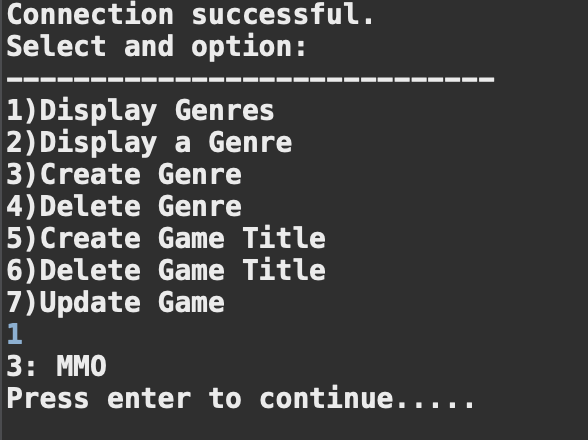 Connection successful.
Select and option:
-----------------------------
1)Display Genres
2)Display a Genre
3)Create Genre
4)Delete Genre
5)Create Game Title
6)Delete Game Title
7)Update Game
1
3: MMO
Press enter to continue.....